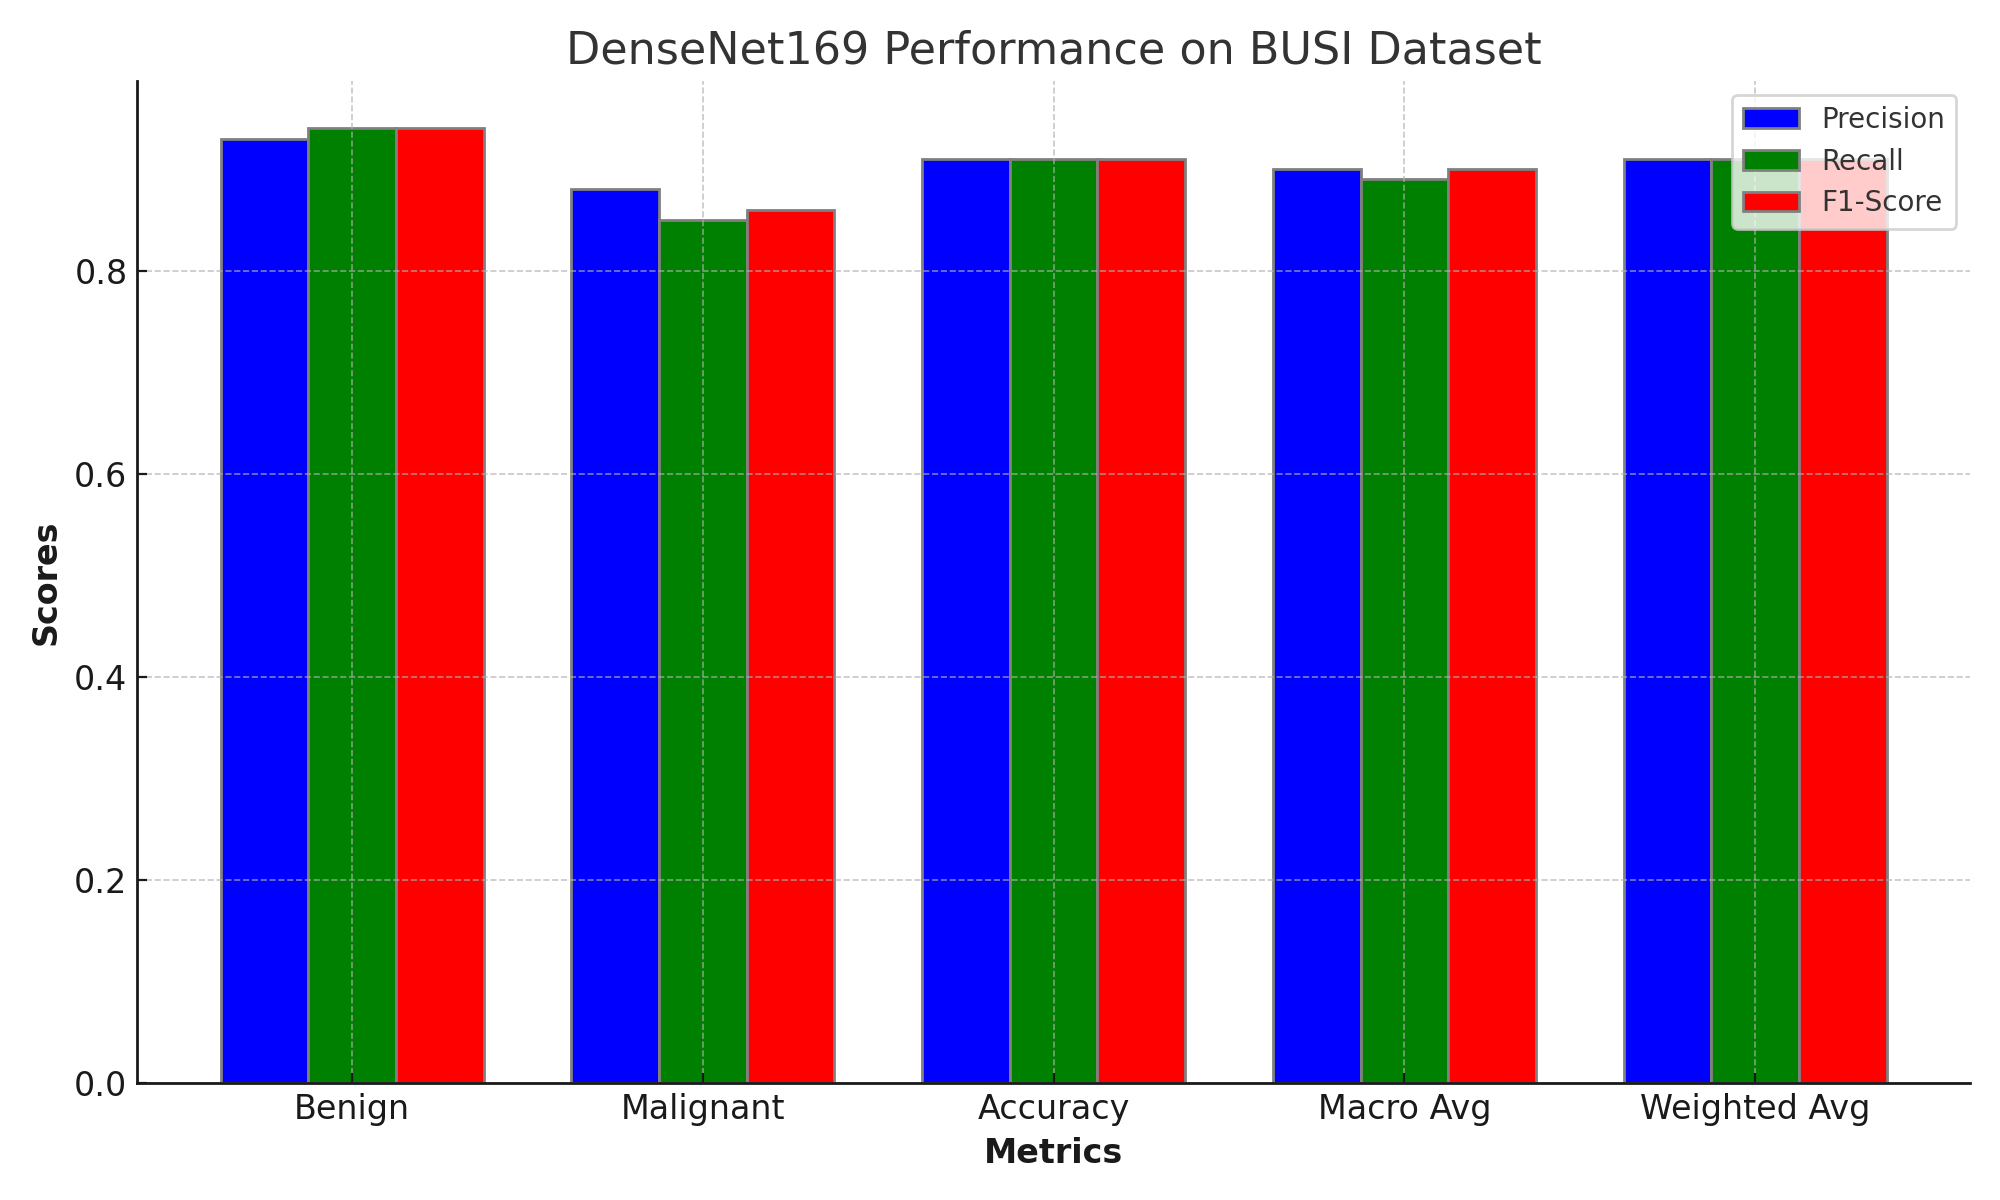 DenseNet169 Performance on BUSI Dataset
Precision
Recall
F1-Score
Scores
0.8
0.6
0.4
0.2
0.0
Benign
Malignant
Accuracy
Macro Avg
Weighted Avg
Metrics